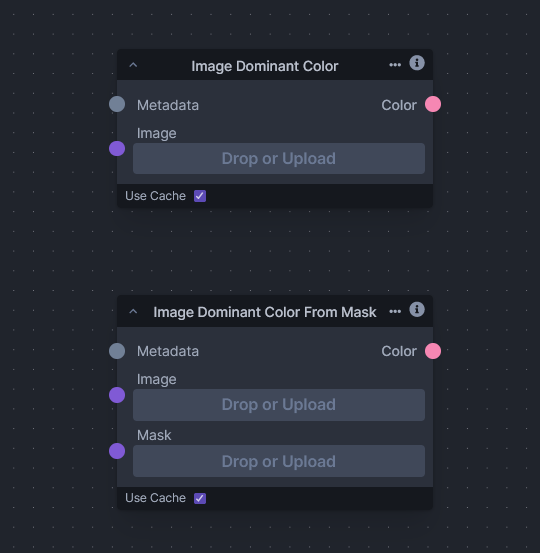 Image Dominant Color
Metadata Color
Image
Drop or Upload
Use Cache
Image Dominant Color From Mask
Metadata Color
Image
Drop or Upload
Mask
Drop or Upload
Use Cache